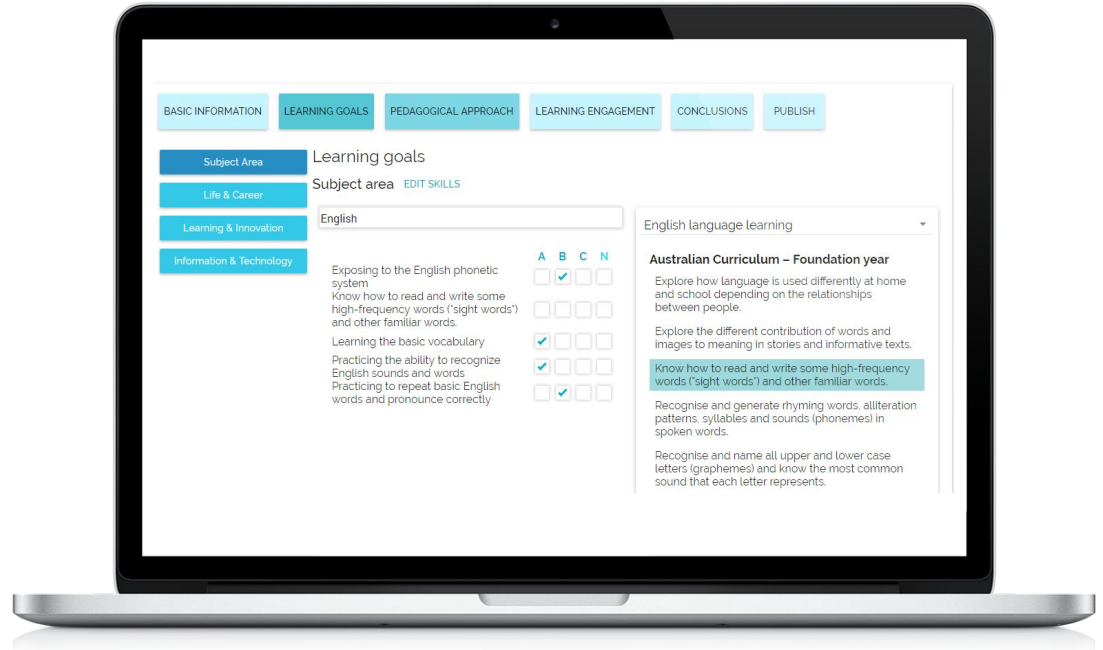 BASIC INFORMATION
LEARNING GOALS
PEDAGOGICAL APPROACH
LEARNING ENGAGEMENT
CONCLUSIONS
PUBLISH
Subject Area
Life & Career
Learning & Innovation
Information & Technology
Learning goals
Subject area EDIT SKILLS
English
A B C N
Exposing to the English phonetic
system
Know how to read and write some
high-frequency words ("sight words")
and other familiar words.
Learning the basic vocabulary
Practicing the ability to recognize
English sounds and words
Practicing to repeat basic English
words and pronounce correctly
English language learning
Australian Curriculum – Foundation year
Explore how language is used differently at home
and school depending on the relationships
between people.
Explore the different contribution of words and
images to meaning in stories and informative texts.
Know how to read and write some high-frequency
words ("sight words") and other familiar words.
Recognise and generate rhyming words, alliteration
patterns, syllables and sounds (phonemes) in
spoken words.
Recognise and name all upper and lower case
letters (graphemes) and know the most common
sound that each letter represents.